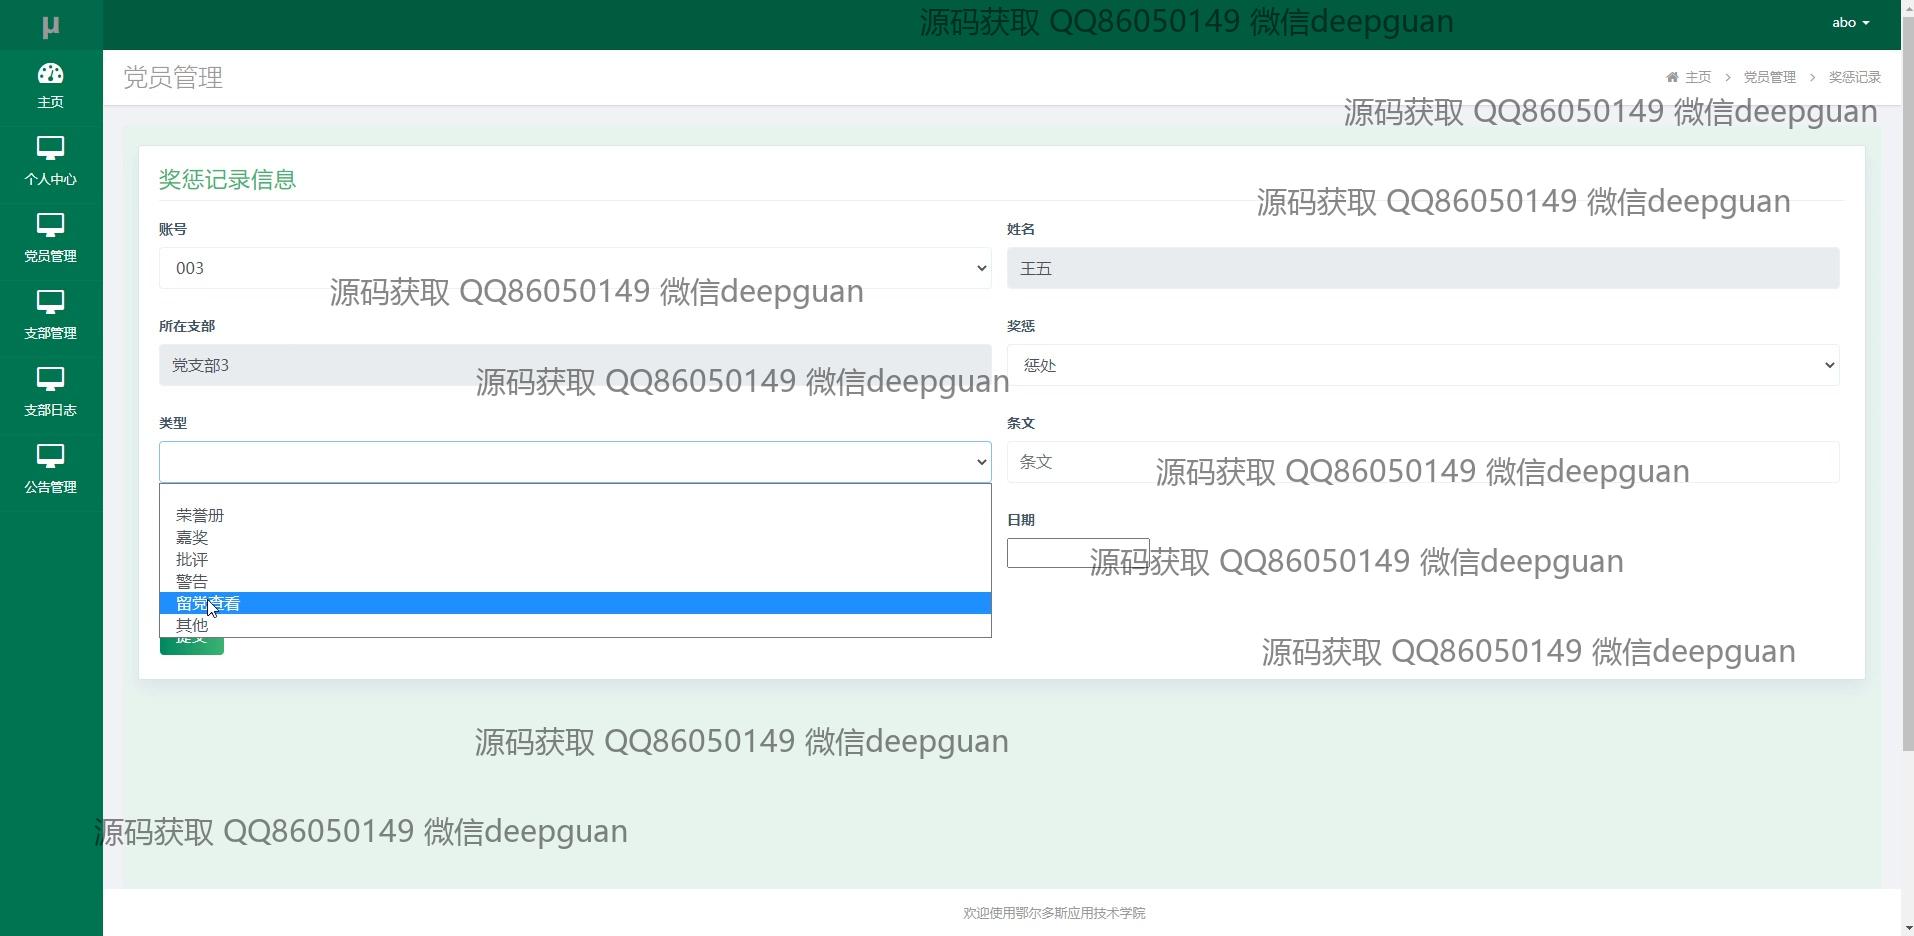 μ
源码获取 QQ86050149 微信deepguan
abo
主页
个人中心
党员管理
支部管理
支部日志
公告管理
党员管理
主页 > 党员管理 > 奖惩记录
源码获取 QQ86050149 微信deepguan
奖惩记录信息
源码获取 QQ86050149 微信deepguan
账号
姓名
003
王五
源码获取 QQ86050149 微信deepguan
所在支部
奖惩
党支部3
惩处
源码获取 QQ86050149 微信deepguan
类型
条文
条文
源码获取 QQ86050149 微信deepguan
荣誉册
嘉奖
批评
警告
留党查看
其他
日期
源码获取 QQ86050149 微信deepguan
提交
源码获取 QQ86050149 微信deepguan
源码获取 QQ86050149 微信deepguan
源码获取 QQ86050149 微信deepguan
欢迎使用鄂尔多斯应用技术学院